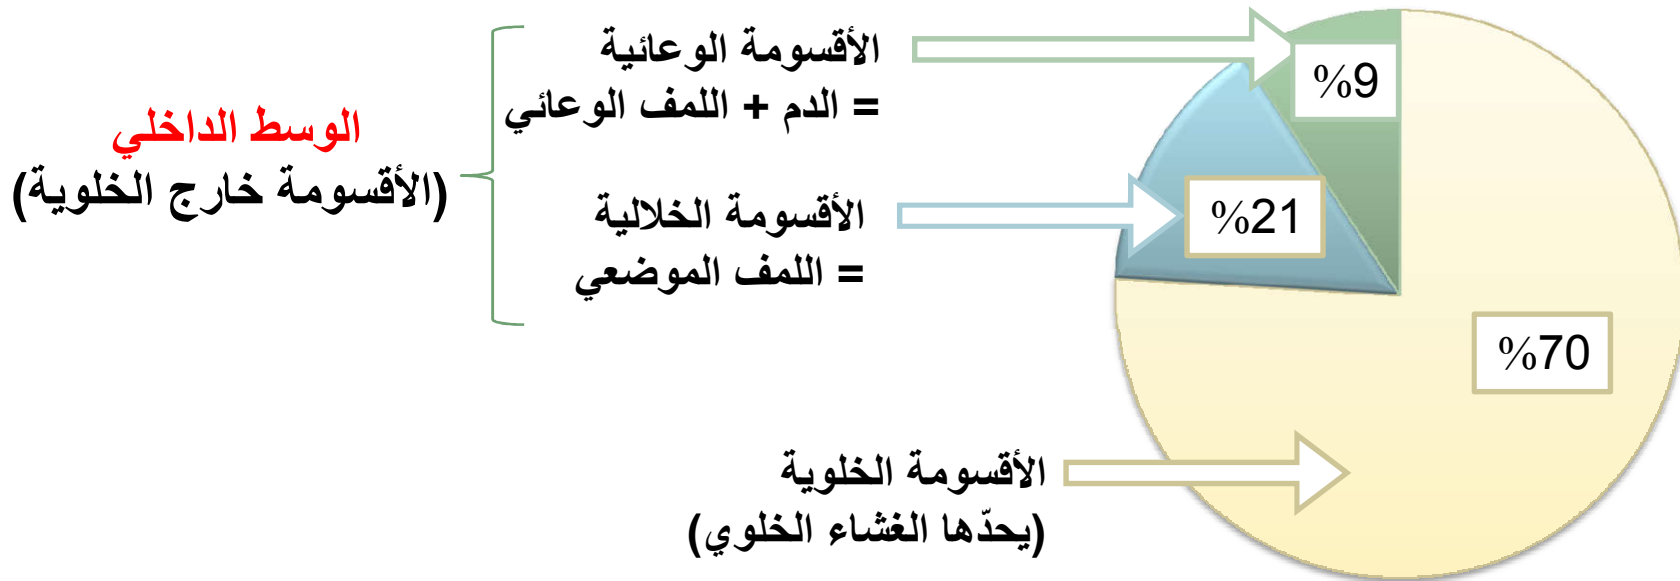 الوسط الداخلي
(الأقسومة خارج الخلوية)
الأقسومة الوعائية
= الدم + اللمف الوعائي
الأقسومة الخلالية
= اللمف الموضعي
الأقسومة الخلوية
(يحدّها الغشاء الخلوي)
%9
%21
%70